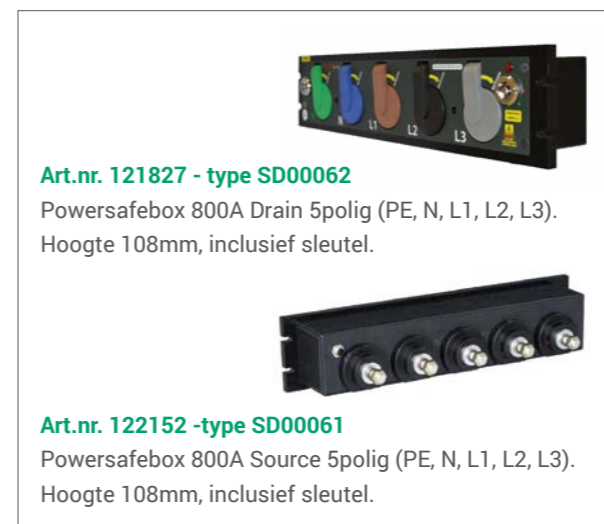 N
L1
L2
L3
Art.nr. 121827 - type SD00062
Powersafebox 800A Drain 5polig (PE, N, L1, L2, L3).
Hoogte 108mm, inclusief sleutel.
Art.nr. 122152 -type SD00061
Powersafebox 800A Source 5polig (PE, N, L1, L2, L3).
Hoogte 108mm, inclusief sleutel.